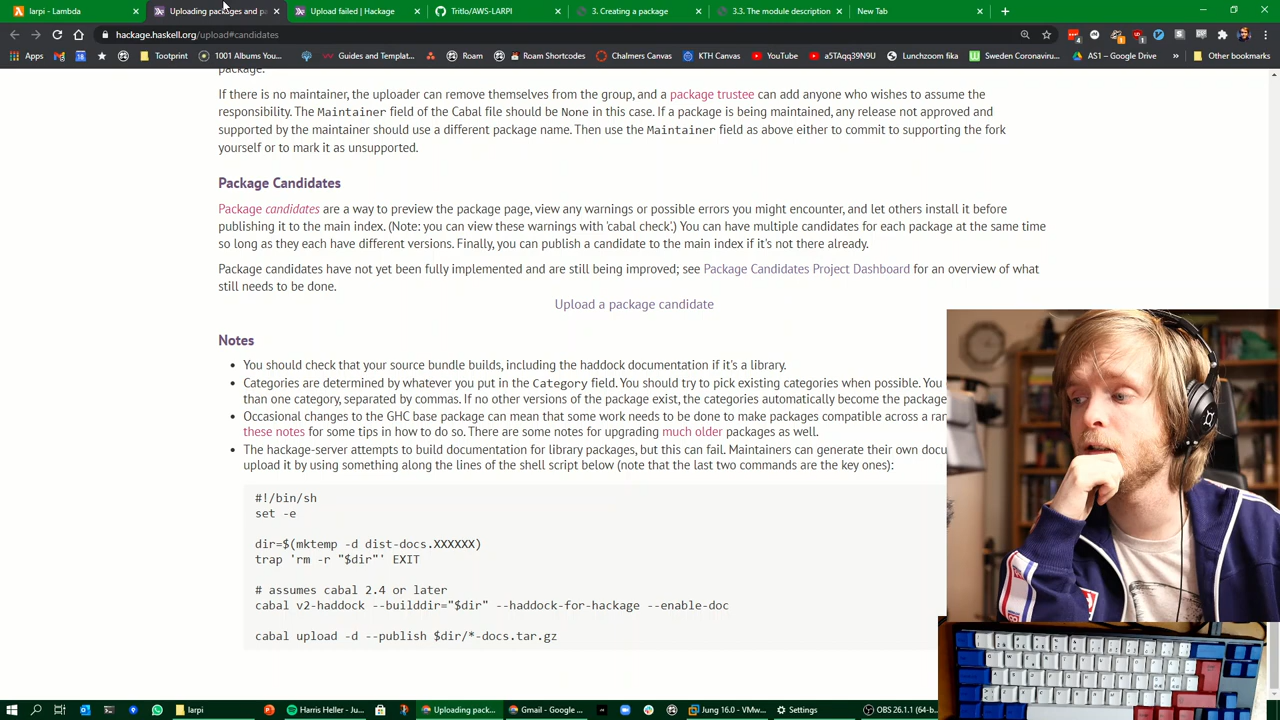 larpi - Lambda
Uploading packages and p
Upload failed | Hackage
Tritlo/AWS-LARPI
3. Creating a package
3.3. The module description
New Tab
hackage.haskell.org/upload#candidates
Apps
Tootprint
1001 Albums You...
Guides and Templat...
Roam
Roam Shortcodes
Chalmers Canvas
KTH Canvas
YouTube
a5TAqq39N9U
Lunchzoom fika
Sweden Coronaviru...
AS1 – Google Drive
Other bookmarks
package.
If there is no maintainer, the uploader can remove themselves from the group, and a package trustee can add anyone who wishes to assume the
responsibility. The Maintainer field of the Cabal file should be None in this case. If a package is being maintained, any release not approved and
supported by the maintainer should use a different package name. Then use the Maintainer field as above either to commit to supporting the fork
yourself or to mark it as unsupported.
Package Candidates
Package candidates are a way to preview the package page, view any warnings or possible errors you might encounter, and let others install it before
publishing it to the main index. (Note: you can view these warnings with 'cabal check'.) You can have multiple candidates for each package at the same time
so long as they each have different versions. Finally, you can publish a candidate to the main index if it's not there already.
Package candidates have not yet been fully implemented and are still being improved; see Package Candidates Project Dashboard for an overview of what
still needs to be done.
Upload a package candidate
Notes
• You should check that your source bundle builds, including the haddock documentation if it's a library.
• Categories are determined by whatever you put in the Category field. You should try to pick existing categories when possible. You
than one category, separated by commas. If no other versions of the package exist, the categories automatically become the package
• Occasional changes to the GHC base package can mean that some work needs to be done to make packages compatible across a ran
these notes for some tips in how to do so. There are some notes for upgrading much older packages as well.
• The hackage-server attempts to build documentation for library packages, but this can fail. Maintainers can generate their own docu
upload it by using something along the lines of the shell script below (note that the last two commands are the key ones):
#!/bin/sh
set -e
dir=$(mktemp -d dist-docs.XXXXXX)
trap 'rm -r "$dir"' EXIT
# assumes cabal 2.4 or later
cabal v2-haddock --builddir="$dir" --haddock-for-hackage --enable-doc
cabal upload -d --publish $dir/*-docs.tar.gz
larpi
Harris Heller - Ju...
Uploading pack...
Gmail - Google ...
Jung 16.0 - VMw...
Settings
OBS 26.1.1 (64-b...